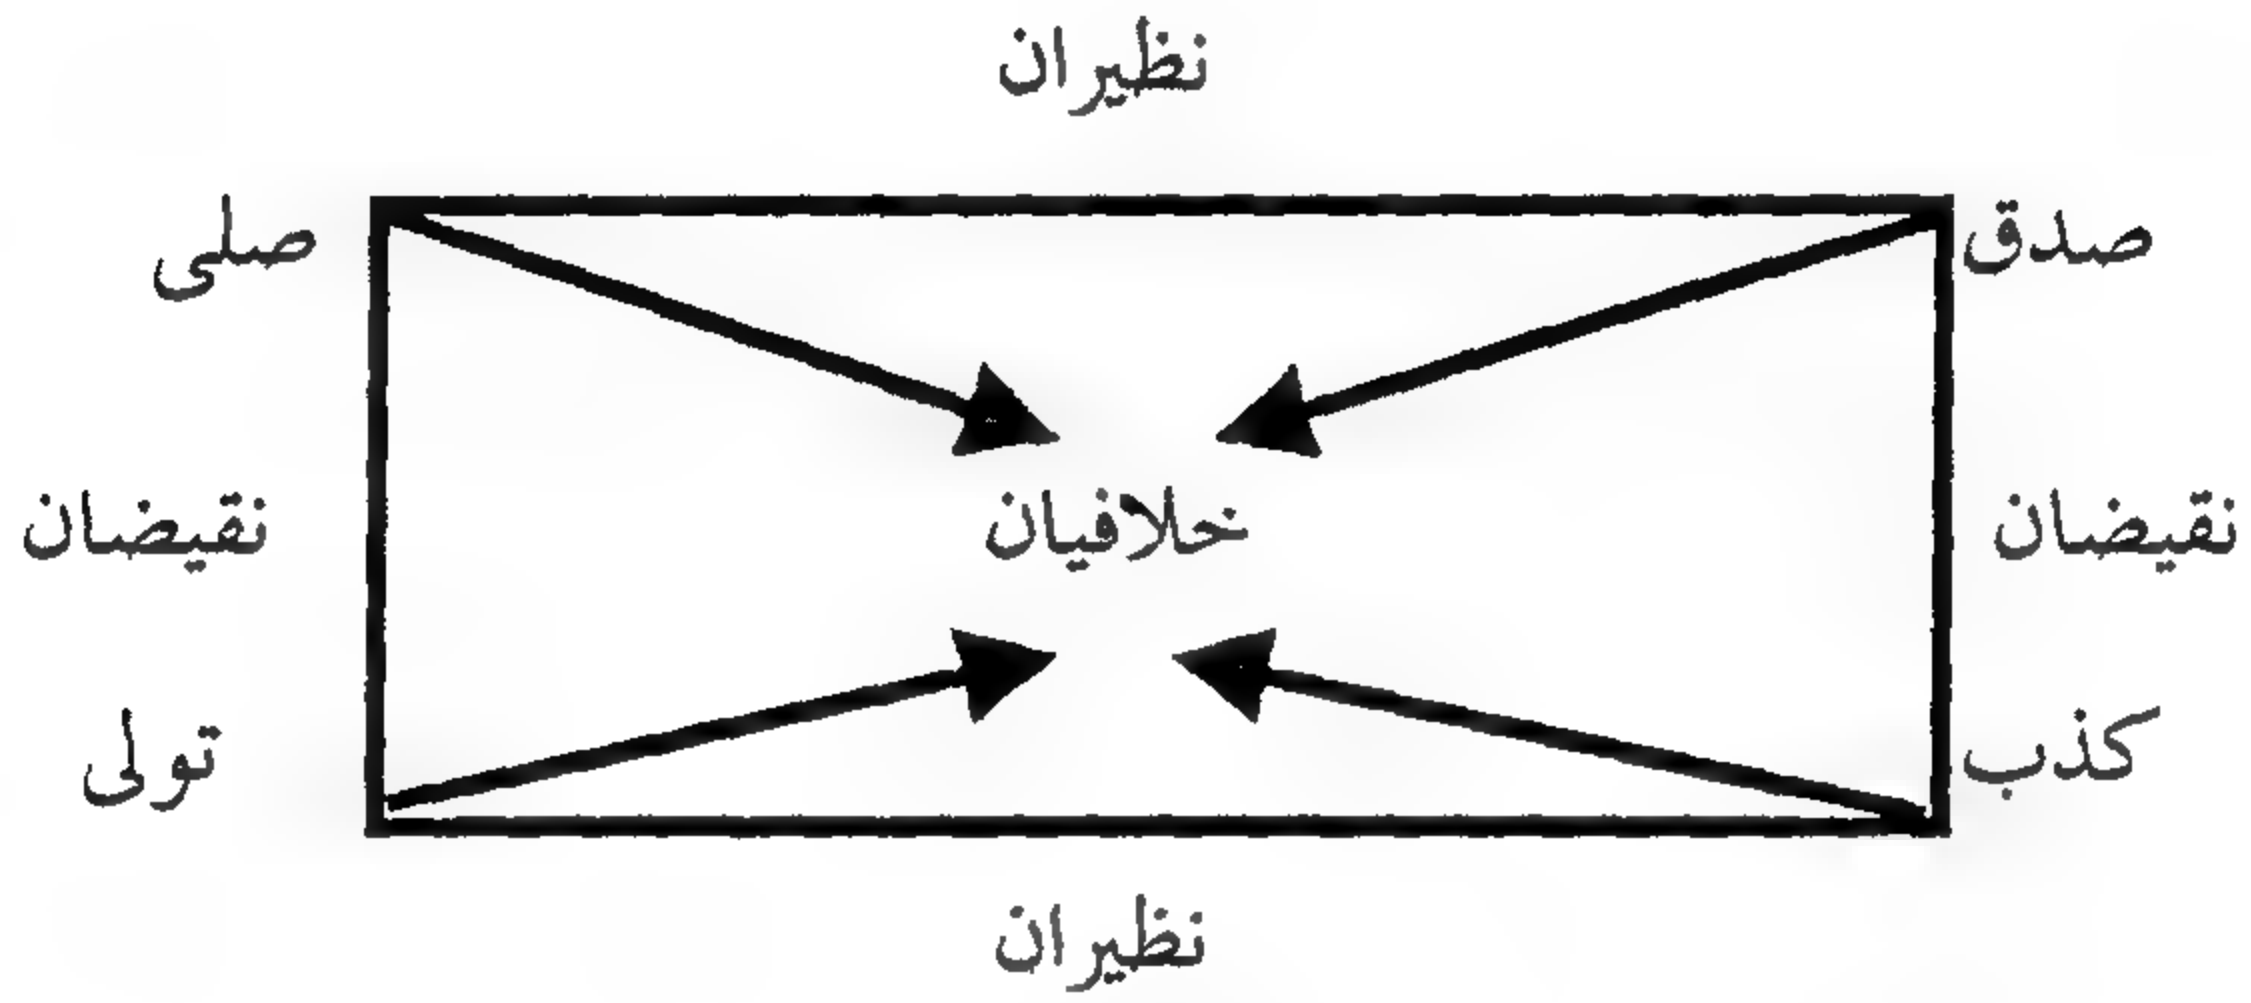 نظيران
صدق
صلى
نقيضان
خلافيان
نقيضان
كذب
تولى
نظيران